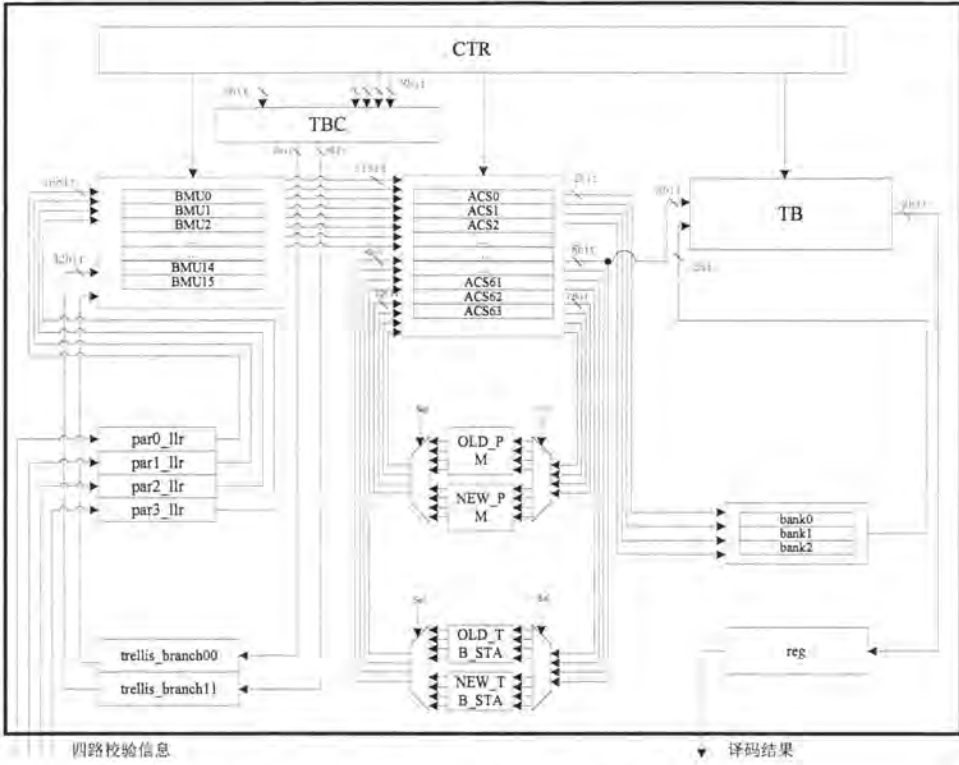 CTR
TBC
BMU0
BMU1
BMU2
...
...
BMU14
BMU15
ACS0
ACS1
ACS2
...
...
ACS61
ACS62
ACS63
TB
par0_llr
par1_llr
par2_llr
par3_llr
OLD_P
M
NEW_P
M
bank0
bank1
bank2
Sel
Sel
OLD_T
B_STA
NEW_T
B_STA
trellis_branch00
trellis_branch11
reg
四路校验信息
译码结果